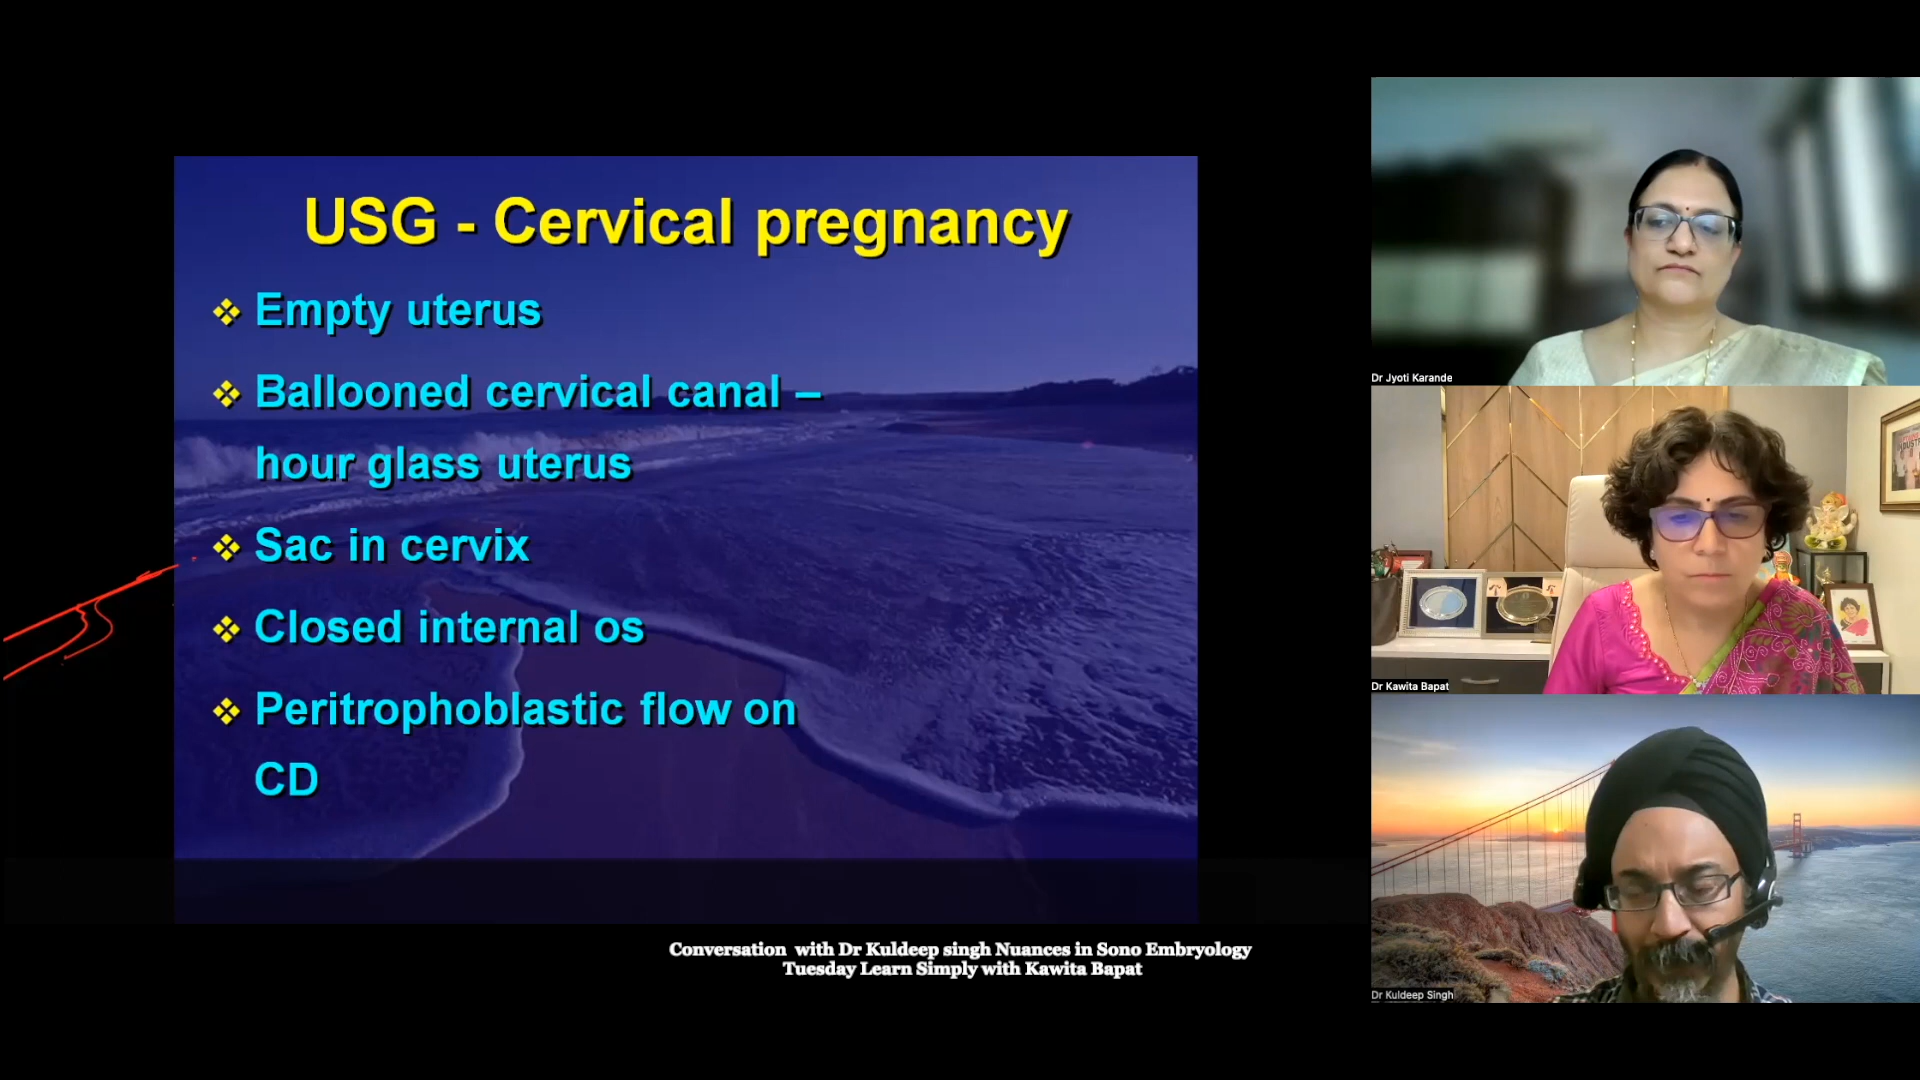 USG - Cervical pregnancy
Empty uterus
Ballooned cervical canal –
hour glass uterus
Sac in cervix
Closed internal os
Peritrophoblastic flow on
CD
Conversation with Dr Kuldeep singh Nuances in Sono Embryology
Tuesday Learn Simply with Kawita Bapat
Dr Jyoti Karande
Dr Kawita Bapat
Dr Kuldeep Singh